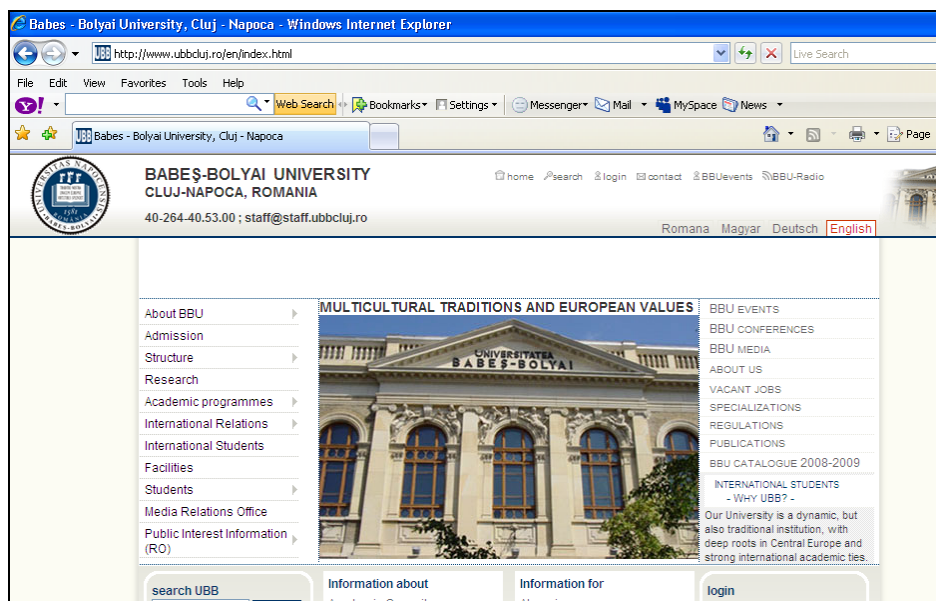 Babes - Bolyai University, Cluj - Napoca - Windows Internet Explorer
UBB http://www.ubbcluj.ro/en/index.html
Live Search
File Edit View Favorites Tools Help
Y! Web Search Bookmarks Settings Messenger Mail MySpace News
UBB Babes - Bolyai University, Cluj - Napoca
Page
BABEŞ-BOLYAI UNIVERSITY
CLUJ-NAPOCA, ROMANIA
40-264-40.53.00 ; staff@staff.ubbcluj.ro
home search login contact BBUevents BBU-Radio
Romana Magyar Deutsch English
About BBU
Admission
Structure
Research
Academic programmes
International Relations
International Students
Facilities
Students
Media Relations Office
Public Interest Information
(RO)
MULTICULTURAL TRADITIONS AND EUROPEAN VALUES
UNIVERSITATEA
BABEŞ-BOLYAI
BBU EVENTS
BBU CONFERENCES
BBU MEDIA
ABOUT US
VACANT JOBS
SPECIALIZATIONS
REGULATIONS
PUBLICATIONS
BBU CATALOGUE 2008-2009
INTERNATIONAL STUDENTS
- WHY UBB? -
Our University is a dynamic, but
also traditional institution, with
deep roots in Central Europe and
strong international academic ties.
search UBB
Information about
Information for
login